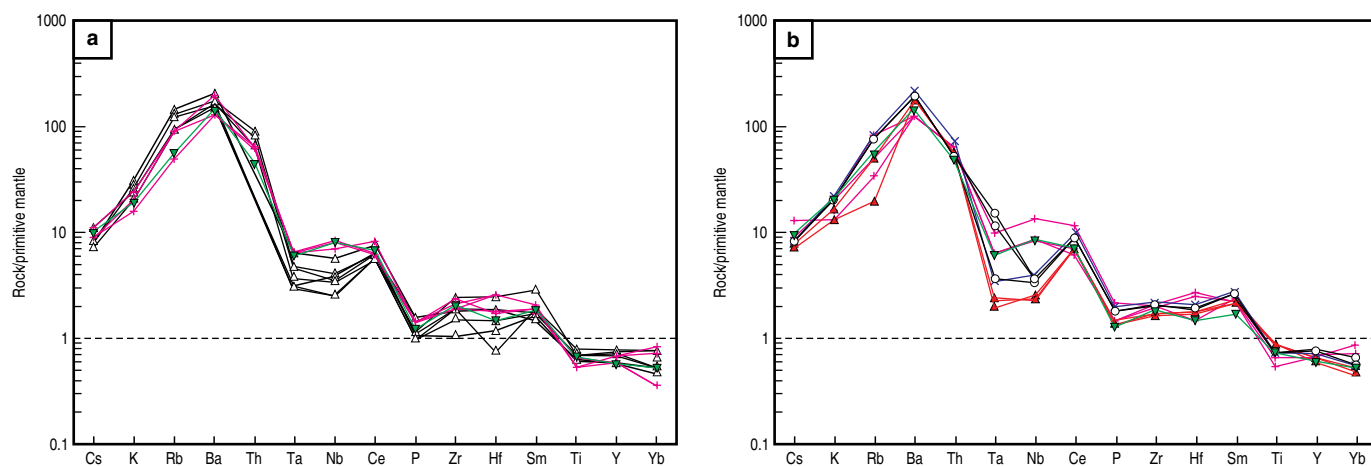 a
1000
100
10
1
0.1
Rock/primitive mantle
Cs K Rb Ba Th Ta Nb Ce P Zr Hf Sm Ti Y Yb
b
1000
100
10
1
0.1
Rock/primitive mantle
Cs K Rb Ba Th Ta Nb Ce P Zr Hf Sm Ti Y Yb